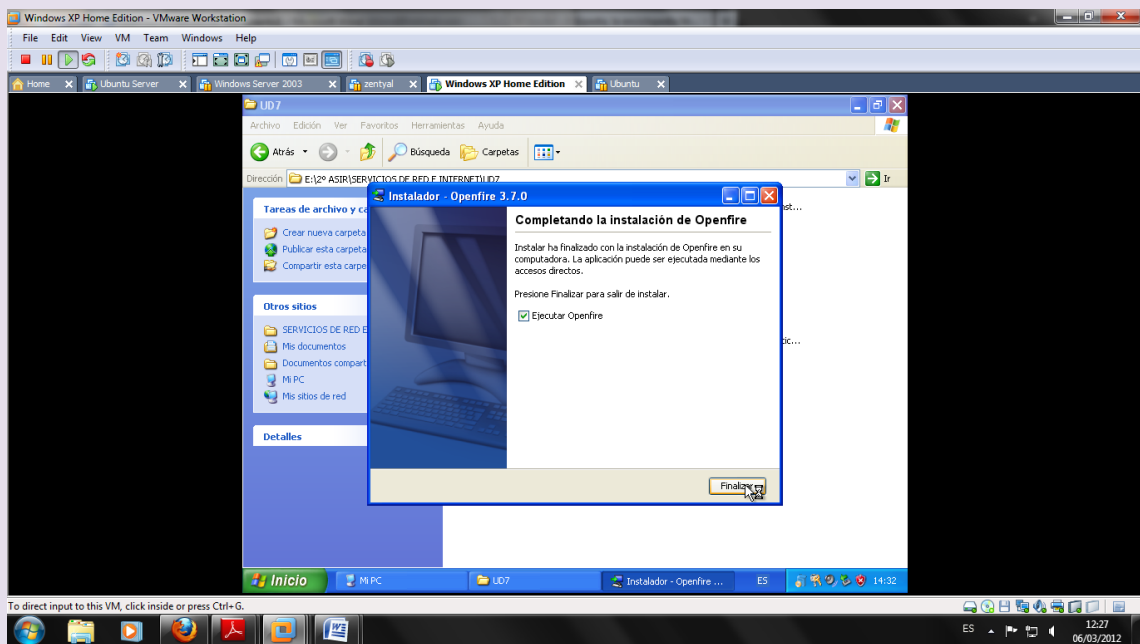 Windows XP Home Edition - VMware Workstation
File Edit View VM Team Windows Help
Home Ubuntu Server Windows Server 2003 zentyal Windows XP Home Edition Ubuntu
UD7
Archivo Edición Ver Favoritos Herramientas Ayuda
Atrás Búsqueda Carpetas
Dirección E:\2º ASIR\SERVICIOS DE RED E INTERNET\UD7 Ir
Instalador - Openfire 3.7.0
Tareas de archivo y ca
st...
Completando la instalación de Openfire
Crear nueva carpeta
Publicar esta carpeta
Compartir esta carpe
Instalar ha finalizado con la instalación de Openfire en su
computadora. La aplicación puede ser ejecutada mediante los
accesos directos.
Presione Finalizar para salir de instalar.
Ejecutar Openfire
Otros sitios
SERVICIOS DE RED E
Mis documentos
Documentos compart
Mi PC
Mis sitios de red
ic...
Detalles
Finalizar
Inicio Mi PC UD7 Instalador - Openfire ... ES 14:32
To direct input to this VM, click inside or press Ctrl+G.
ES 12:27
06/03/2012